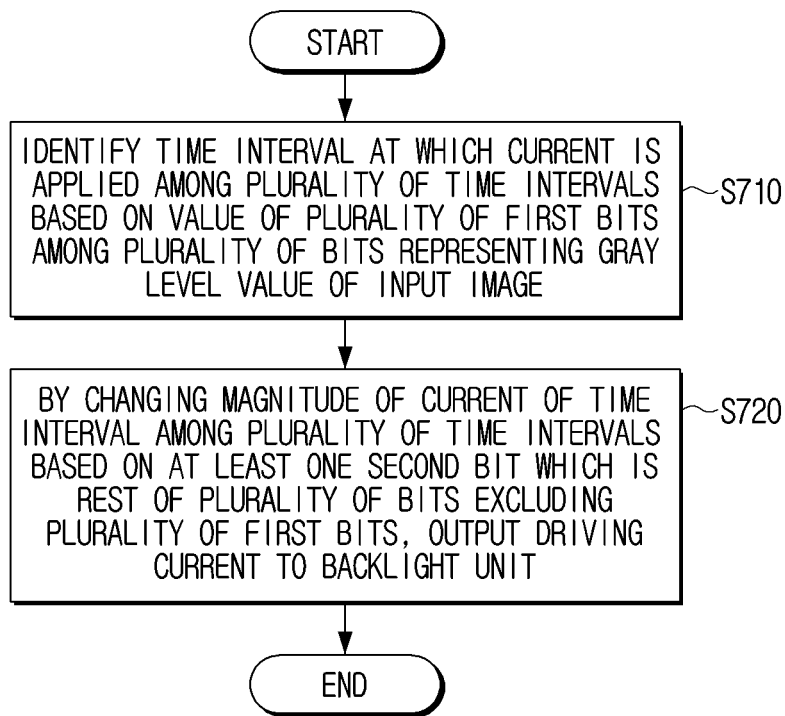 START
IDENTIFY TIME INTERVAL AT WHICH CURRENT IS
APPLIED AMONG PLURALITY OF TIME INTERVALS
BASED ON VALUE OF PLURALITY OF FIRST BITS
AMONG PLURALITY OF BITS REPRESENTING GRAY
LEVEL VALUE OF INPUT IMAGE
S710
BY CHANGING MAGNITUDE OF CURRENT OF TIME
INTERVAL AMONG PLURALITY OF TIME INTERVALS
BASED ON AT LEAST ONE SECOND BIT WHICH IS
REST OF PLURALITY OF BITS EXCLUDING
PLURALITY OF FIRST BITS, OUTPUT DRIVING
CURRENT TO BACKLIGHT UNIT
S720
END